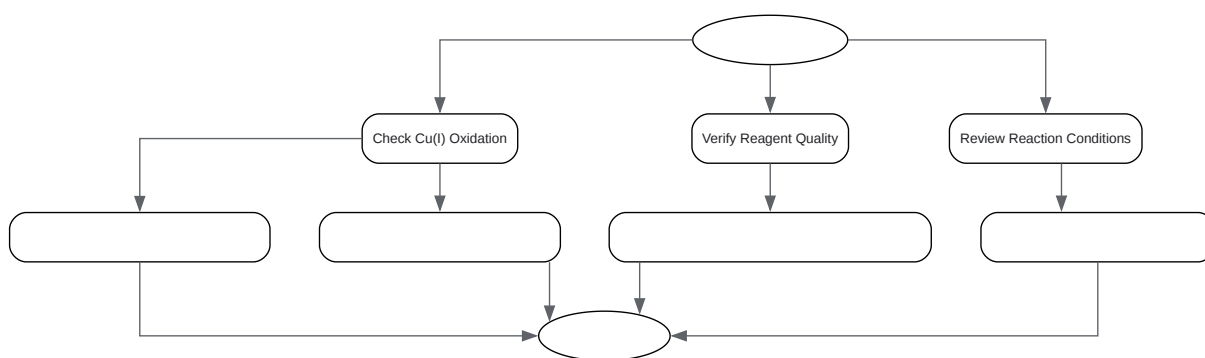 Check Cu(I) Oxidation
Verify Reagent Quality
Review Reaction Conditions